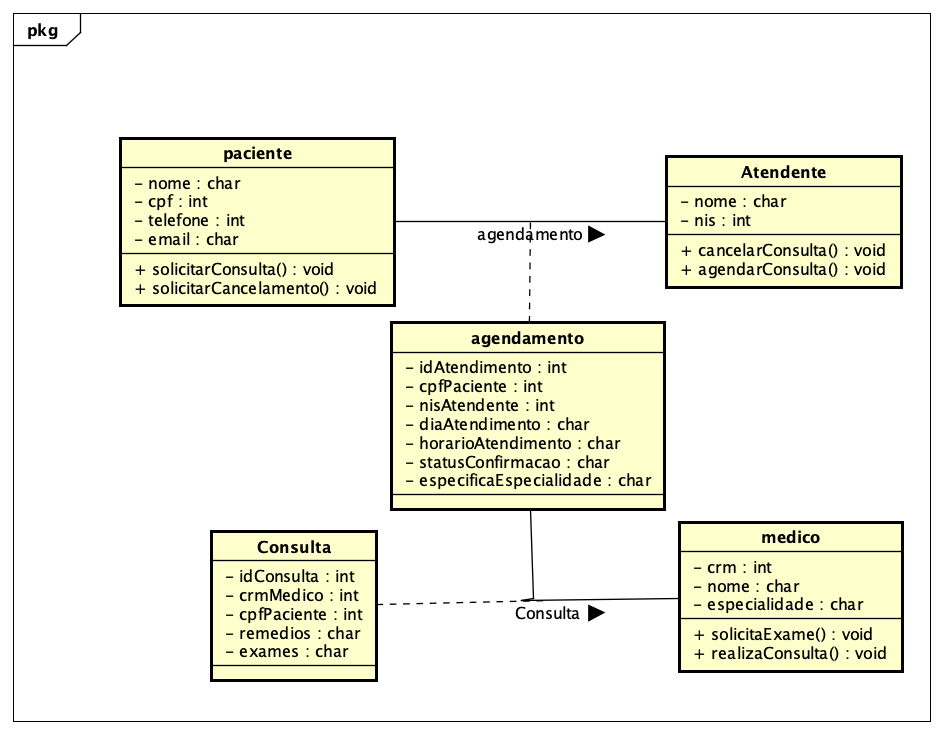 pkg
paciente
- nome : char
- cpf : int
- telefone : int
- email : char
+ solicitarConsulta() : void
+ solicitarCancelamento() : void
Atendente
- nome : char
- nis : int
+ cancelarConsulta() : void
+ agendarConsulta() : void
agendamento
agendamento
- idAtendimento : int
- cpfPaciente : int
- nisAtendente : int
- diaAtendimento : char
- horarioAtendimento : char
- statusConfirmacao : char
- especificaEspecialidade : char
Consulta
- idConsulta : int
- crmMedico : int
- cpfPaciente : int
- remedios : char
- exames : char
Consulta
medico
- crm : int
- nome : char
- especialidade : char
+ solicitaExame() : void
+ realizaConsulta() : void